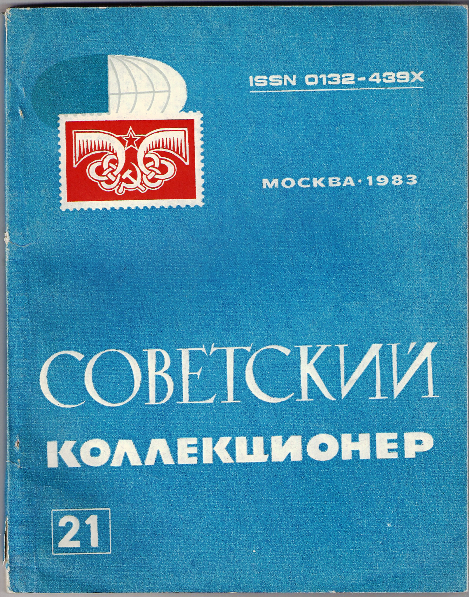 ISSN 0132-439X
МОСКВА·1983
СОВЕТСКИЙ
КОЛЛЕКЦИОНЕР
21